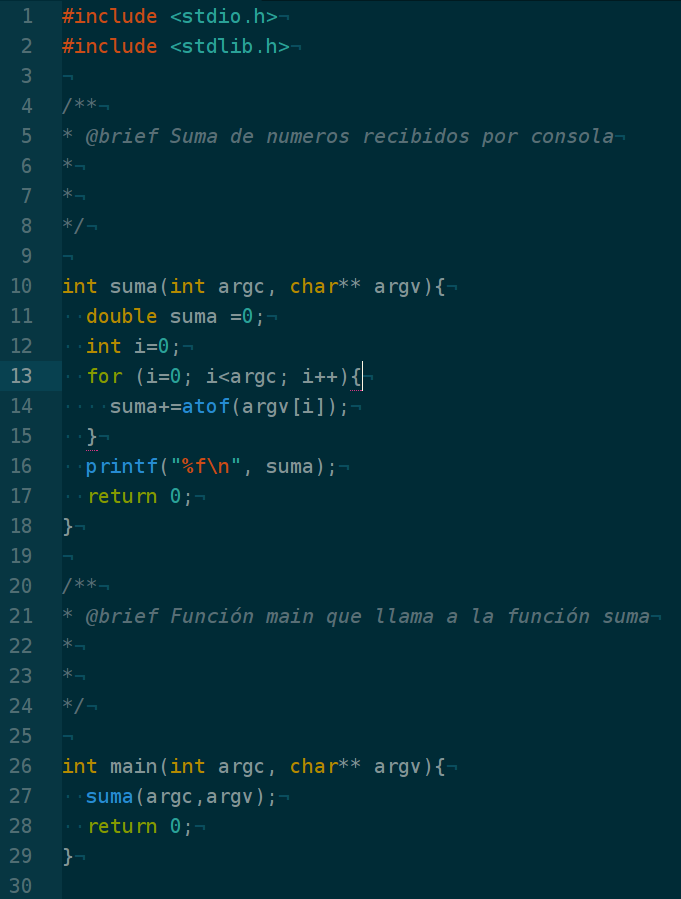 1 #include <stdio.h>¬
2 #include <stdlib.h>¬
3 ¬
4 /**¬
5 * @brief Suma de numeros recibidos por consola¬
6 *¬
7 *¬
8 */¬
9 ¬
10 int suma(int argc, char** argv){¬
11 ··double suma =0;¬
12 ··int i=0;¬
13 ··for (i=0; i<argc; i++){¬
14 ····suma+=atof(argv[i]);¬
15 ··}¬
16 ··printf("%f\n", suma);¬
17 ··return 0;¬
18 }¬
19 ¬
20 /**¬
21 * @brief Función main que llama a la función suma¬
22 *¬
23 *¬
24 */¬
25 ¬
26 int main(int argc, char** argv){¬
27 ··suma(argc,argv);¬
28 ··return 0;¬
29 }¬
30